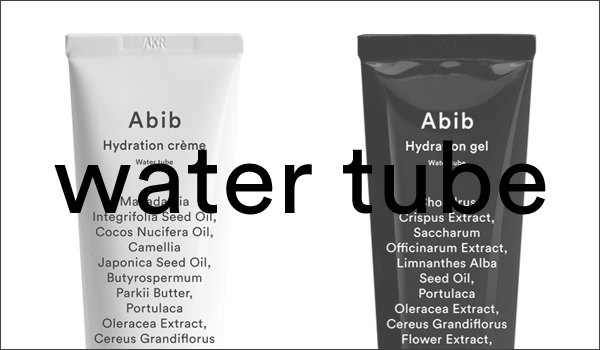 AKR
Abib
Hydration crème
Water tube
Macadamia
Integrifolia Seed Oil,
Cocos Nucifera Oil,
Camellia
Japonica Seed Oil,
Butyrospermum
Parkii Butter,
Portulaca
Oleracea Extract,
Cereus Grandiflorus
Abib
Hydration gel
Water tube
Chondrus
Crispus Extract,
Saccharum
Officinarum Extract,
Limnanthes Alba
Seed Oil,
Portulaca
Oleracea Extract,
Cereus Grandiflorus
Flower Extract,
water tube